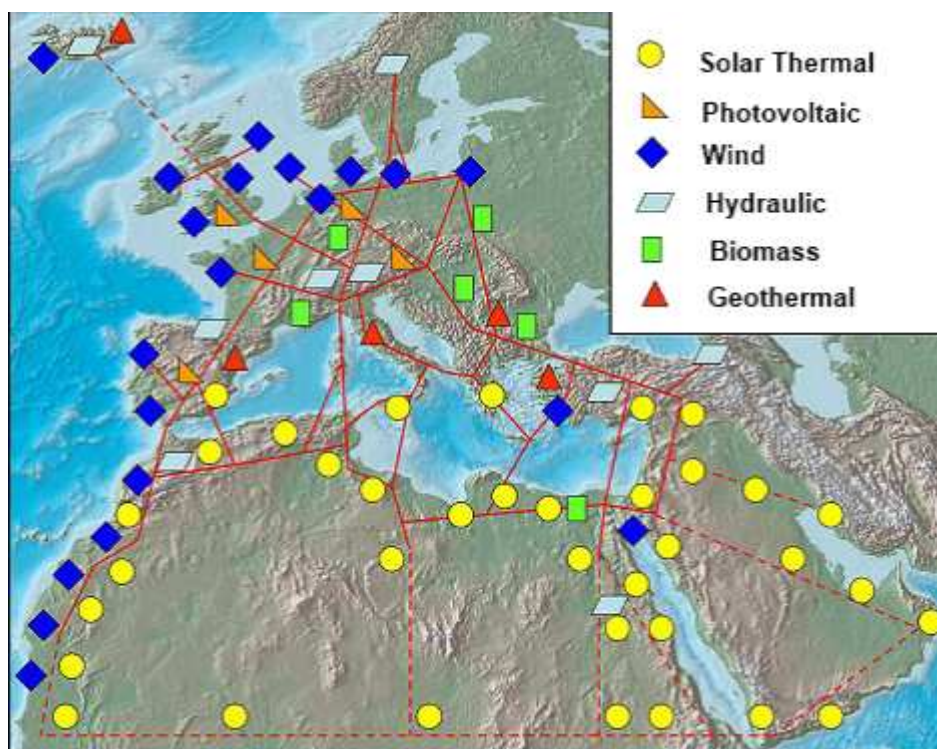 Solar Thermal
Photovoltaic
Wind
Hydraulic
Biomass
Geothermal